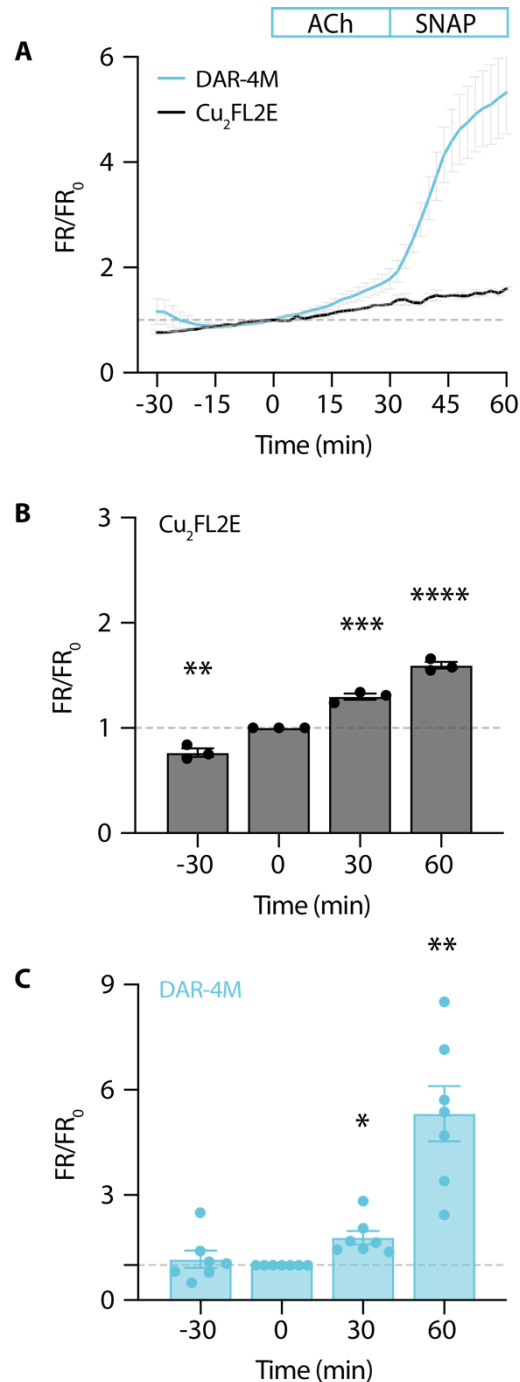 ACh SNAP
A
DAR-4M
Cu₂FL2E
FR/FR₀
6
4
2
0
-30 -15 0 15 30 45 60
Time (min)
B
Cu₂FL2E
FR/FR₀
3
2
1
0
** *** ****
-30 0 30 60
Time (min)
C
DAR-4M
FR/FR₀
9
6
3
0
* **
-30 0 30 60
Time (min)